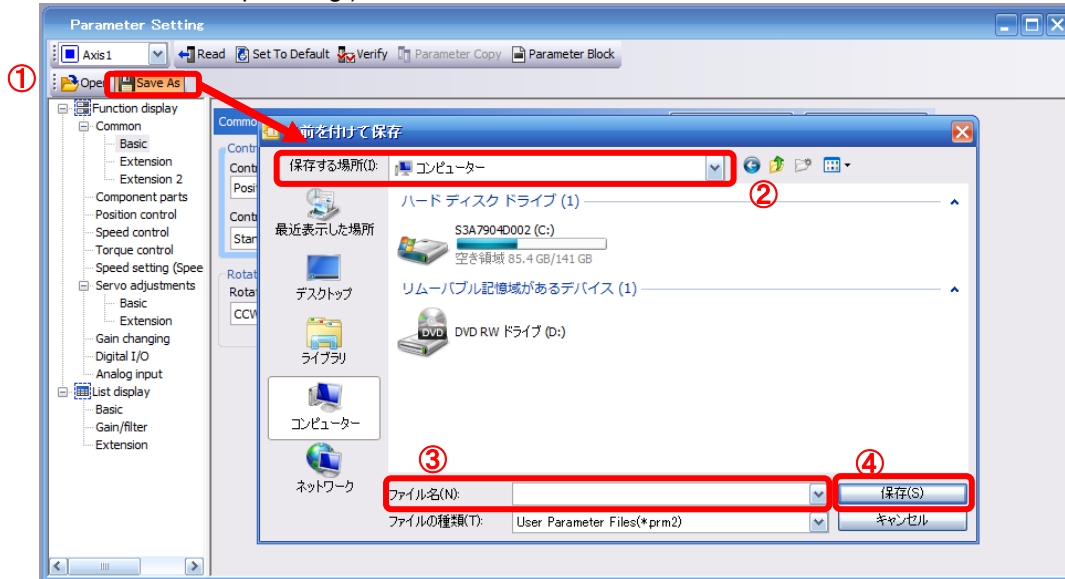 Parameter Setting
Axis1 Read Set To Default Verify Parameter Copy Parameter Block
①
Save As
Function display
Common
Basic
Extension
Extension 2
Component parts
Position control
Speed control
Torque control
Speed setting (Spee
Servo adjustments
Basic
Extension
Gain changing
Digital I/O
Analog input
List display
Basic
Gain/filter
Extension
前を付けて保存
保存する場所(I):
コンピューター
②
最近表示した場所
デスクトップ
ライブラリ
コンピューター
ネットワーク
ハード ディスク ドライブ (1)
S3A7904D002 (C:)
空き領域 85.4 GB/141 GB
リムーバブル記憶域があるデバイス (1)
DVD
DVD RW ドライブ (D:)
③
④
ファイル名(N):
保存(S)
ファイルの種類(T):
User Parameter Files(*prm2)
キャンセル